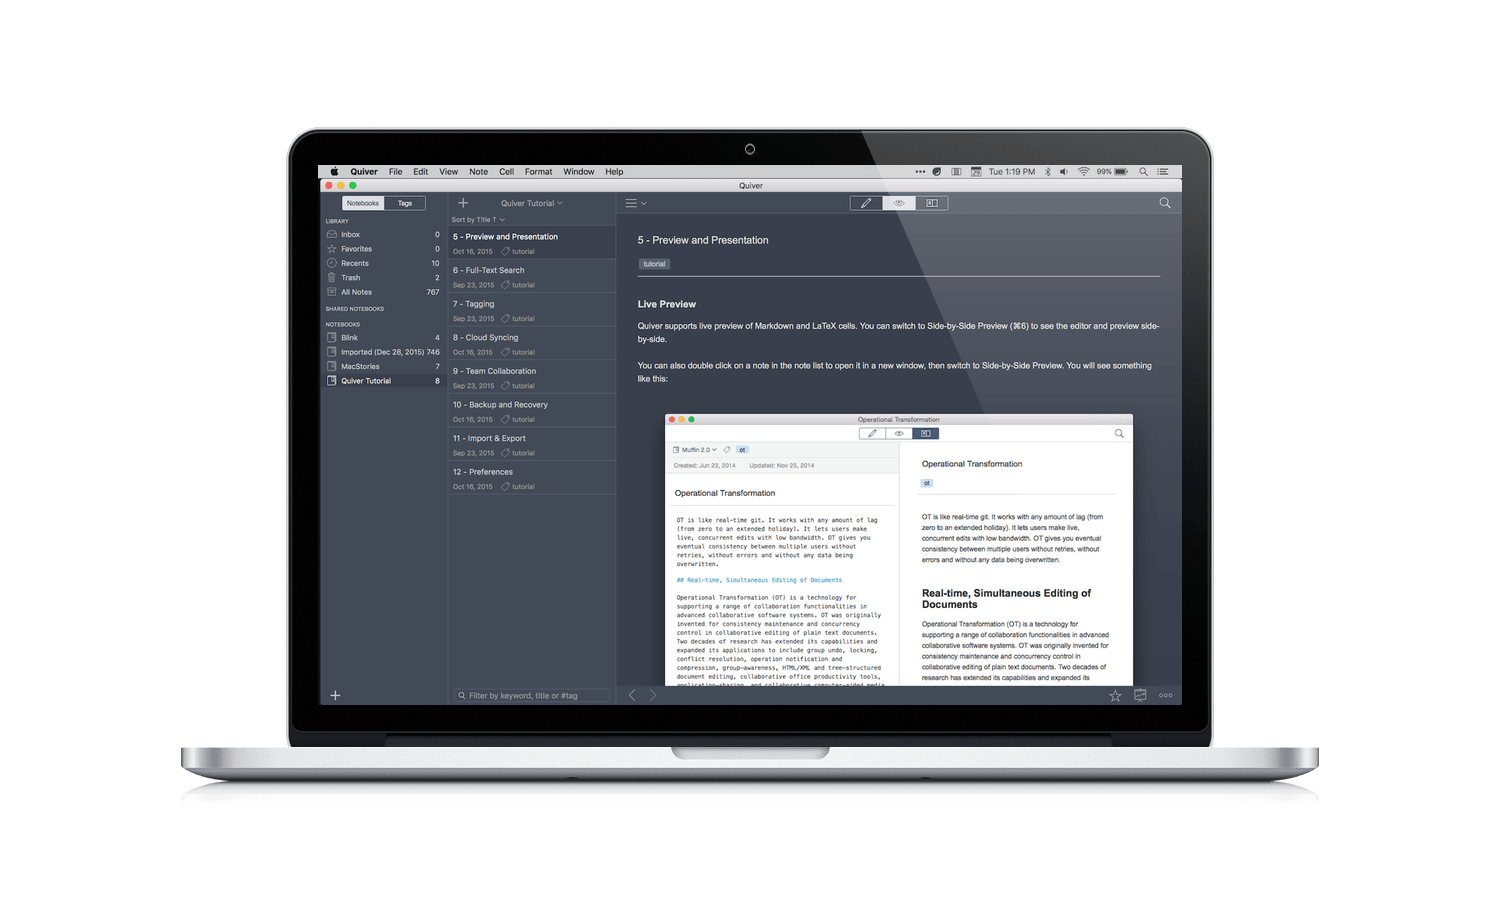 Quiver File Edit View Note Cell Format Window Help
Tue 1:19 PM 99%
Quiver
Notebooks Tags
LIBRARY
Inbox 0
Favorites 0
Recents 10
Trash 2
All Notes 767
SHARED NOTEBOOKS
NOTEBOOKS
Blink 4
Imported (Dec 28, 2015) 746
MacStories 7
Quiver Tutorial 8
Quiver Tutorial
Sort by Title ↑
5 - Preview and Presentation
Oct 16, 2015 tutorial
6 - Full-Text Search
Sep 23, 2015 tutorial
7 - Tagging
Sep 23, 2015 tutorial
8 - Cloud Syncing
Oct 16, 2015 tutorial
9 - Team Collaboration
Sep 23, 2015 tutorial
10 - Backup and Recovery
Oct 16, 2015 tutorial
11 - Import & Export
Sep 23, 2015 tutorial
12 - Preferences
Oct 16, 2015 tutorial
Filter by keyword, title or #tag
5 - Preview and Presentation
tutorial
Live Preview
Quiver supports live preview of Markdown and LaTeX cells. You can switch to Side-by-Side Preview (⌘6) to see the editor and preview side-
by-side.
You can also double click on a note in the note list to open it in a new window, then switch to Side-by-Side Preview. You will see something
like this:
Operational Transformation
Muffin 2.0 ot
Created: Jun 23, 2014 Updated: Nov 25, 2014
Operational Transformation
OT is like real-time git. It works with any amount of lag
(from zero to an extended holiday). It lets users make
live, concurrent edits with low bandwidth. OT gives you
eventual consistency between multiple users without
retries, without errors and without any data being
overwritten.
## Real-time, Simultaneous Editing of Documents
Operational Transformation (OT) is a technology for
supporting a range of collaboration functionalities in
advanced collaborative software systems. OT was originally
invented for consistency maintenance and concurrency
control in collaborative editing of plain text documents.
Two decades of research has extended its capabilities and
expanded its applications to include group undo, locking,
conflict resolution, operation notification and
compression, group-awareness, HTML/XML and tree-structured
document editing, collaborative office productivity tools,
application-sharing, and collaborative computer-aided media
Operational Transformation
ot
OT is like real-time git. It works with any amount of lag (from
zero to an extended holiday). It lets users make live,
concurrent edits with low bandwidth. OT gives you eventual
consistency between multiple users without retries, without
errors and without any data being overwritten.
Real-time, Simultaneous Editing of
Documents
Operational Transformation (OT) is a technology for
supporting a range of collaboration functionalities in advanced
collaborative software systems. OT was originally invented for
consistency maintenance and concurrency control in
collaborative editing of plain text documents. Two decades of
research has extended its capabilities and expanded its